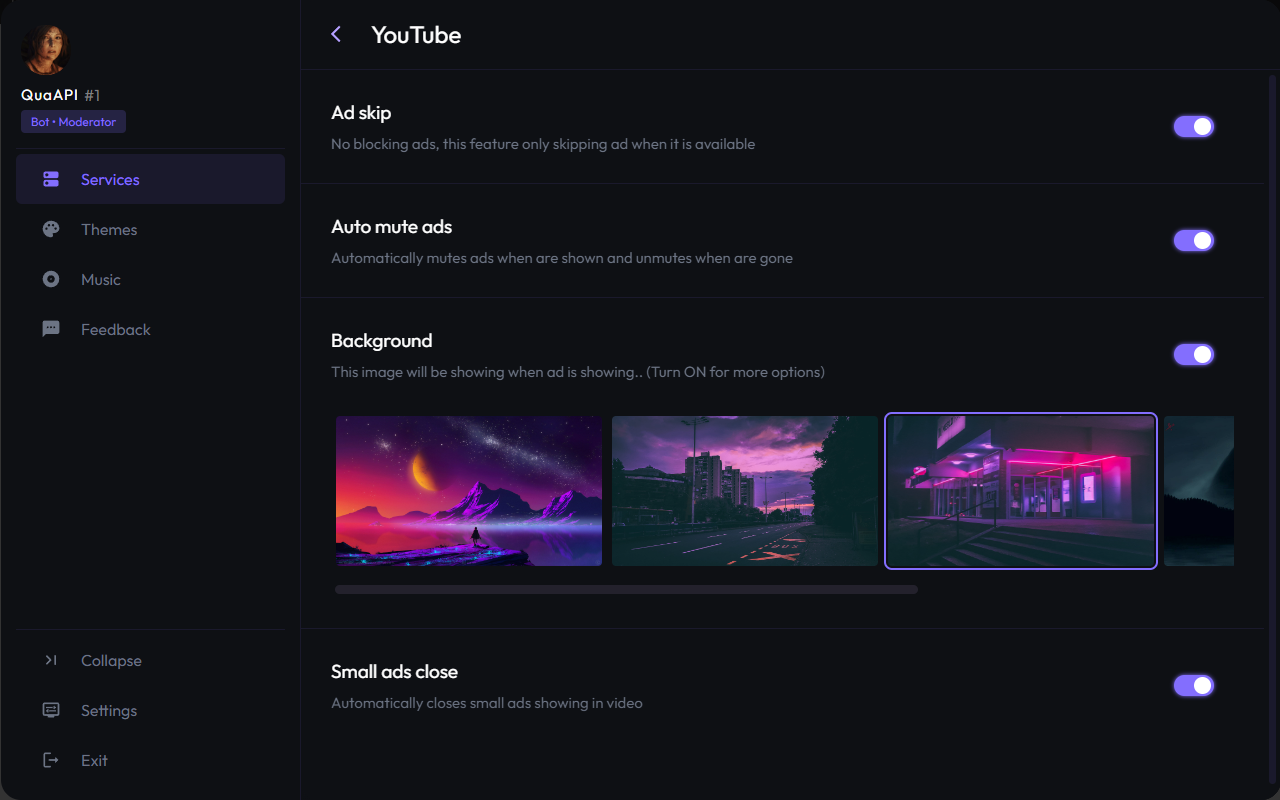 YouTube
QuaAPI #1
Bot • Moderator
Services
Themes
Music
Feedback
Collapse
Settings
Exit
Ad skip
No blocking ads, this feature only skipping ad when it is available
Auto mute ads
Automatically mutes ads when are shown and unmutes when are gone
Background
This image will be showing when ad is showing.. (Turn ON for more options)
Small ads close
Automatically closes small ads showing in video